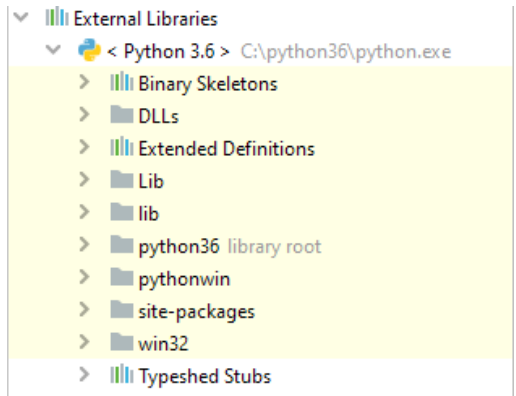 External Libraries
< Python 3.6 > C:\python36\python.exe
Binary Skeletons
DLLs
Extended Definitions
Lib
lib
python36 library root
pythonwin
site-packages
win32
Typeshed Stubs